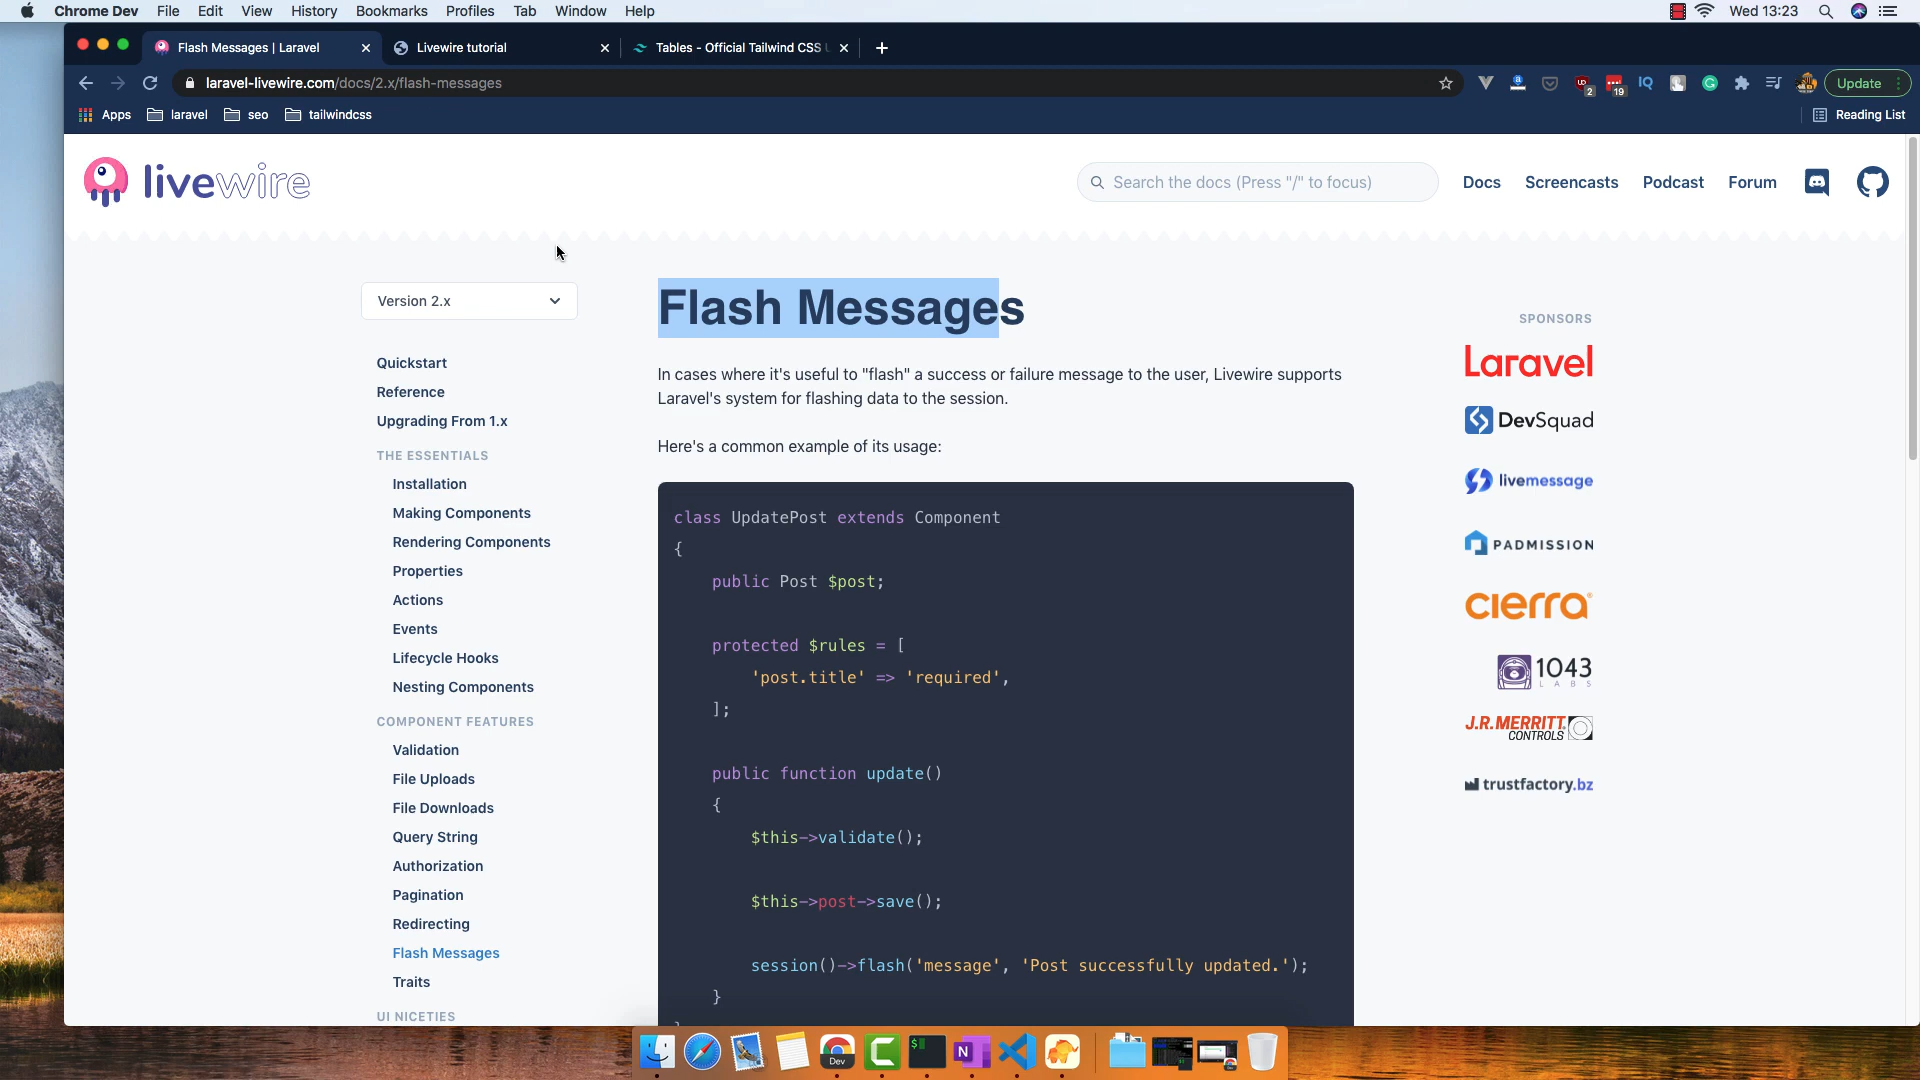 Chrome Dev File Edit View History Bookmarks Profiles Tab Window Help Wed 13:23
Flash Messages | Laravel Livewire tutorial Tables - Official Tailwind CSS
laravel-livewire.com/docs/2.x/flash-messages 2 19 IQ Update
Apps laravel seo tailwindcss Reading List
livewire Search the docs (Press "/" to focus) Docs Screencasts Podcast Forum
Version 2.x
Quickstart
Reference
Upgrading From 1.x
THE ESSENTIALS
Installation
Making Components
Rendering Components
Properties
Actions
Events
Lifecycle Hooks
Nesting Components
COMPONENT FEATURES
Validation
File Uploads
File Downloads
Query String
Authorization
Pagination
Redirecting
Flash Messages
Traits
UI NICETIES
Flash Messages
In cases where it's useful to "flash" a success or failure message to the user, Livewire supports
Laravel's system for flashing data to the session.
Here's a common example of its usage:
class UpdatePost extends Component
{
public Post $post;
protected $rules = [
'post.title' => 'required',
];
public function update()
{
$this->validate();
$this->post->save();
session()->flash('message', 'Post successfully updated.');
}
SPONSORS
Laravel
DevSquad
livemessage
PADMISSION
cierra
1043
LABS
J.R.MERRITT
CONTROLS
trustfactory.bz
Dev